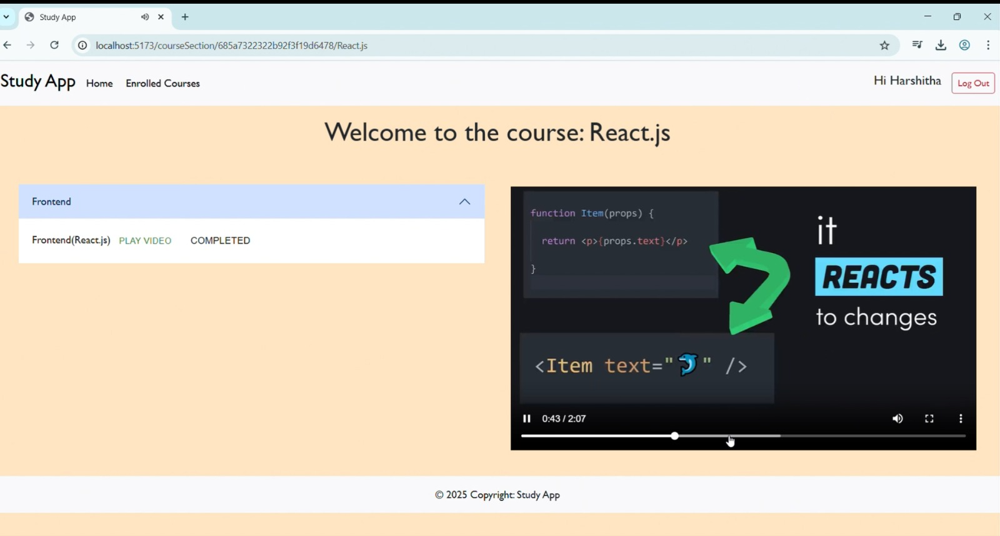 Study App
localhost:5173/courseSection/685a7322322b92f3f19d6478/React.js
Study App Home Enrolled Courses Hi Harshitha Log Out
Welcome to the course: React.js
Frontend
Frontend(React.js) PLAY VIDEO COMPLETED
function Item(props) {
return <p>{props.text}</p>
}
it
REACTS
to changes
<Item text="🐬" />
0:43 / 2:07
© 2025 Copyright: Study App